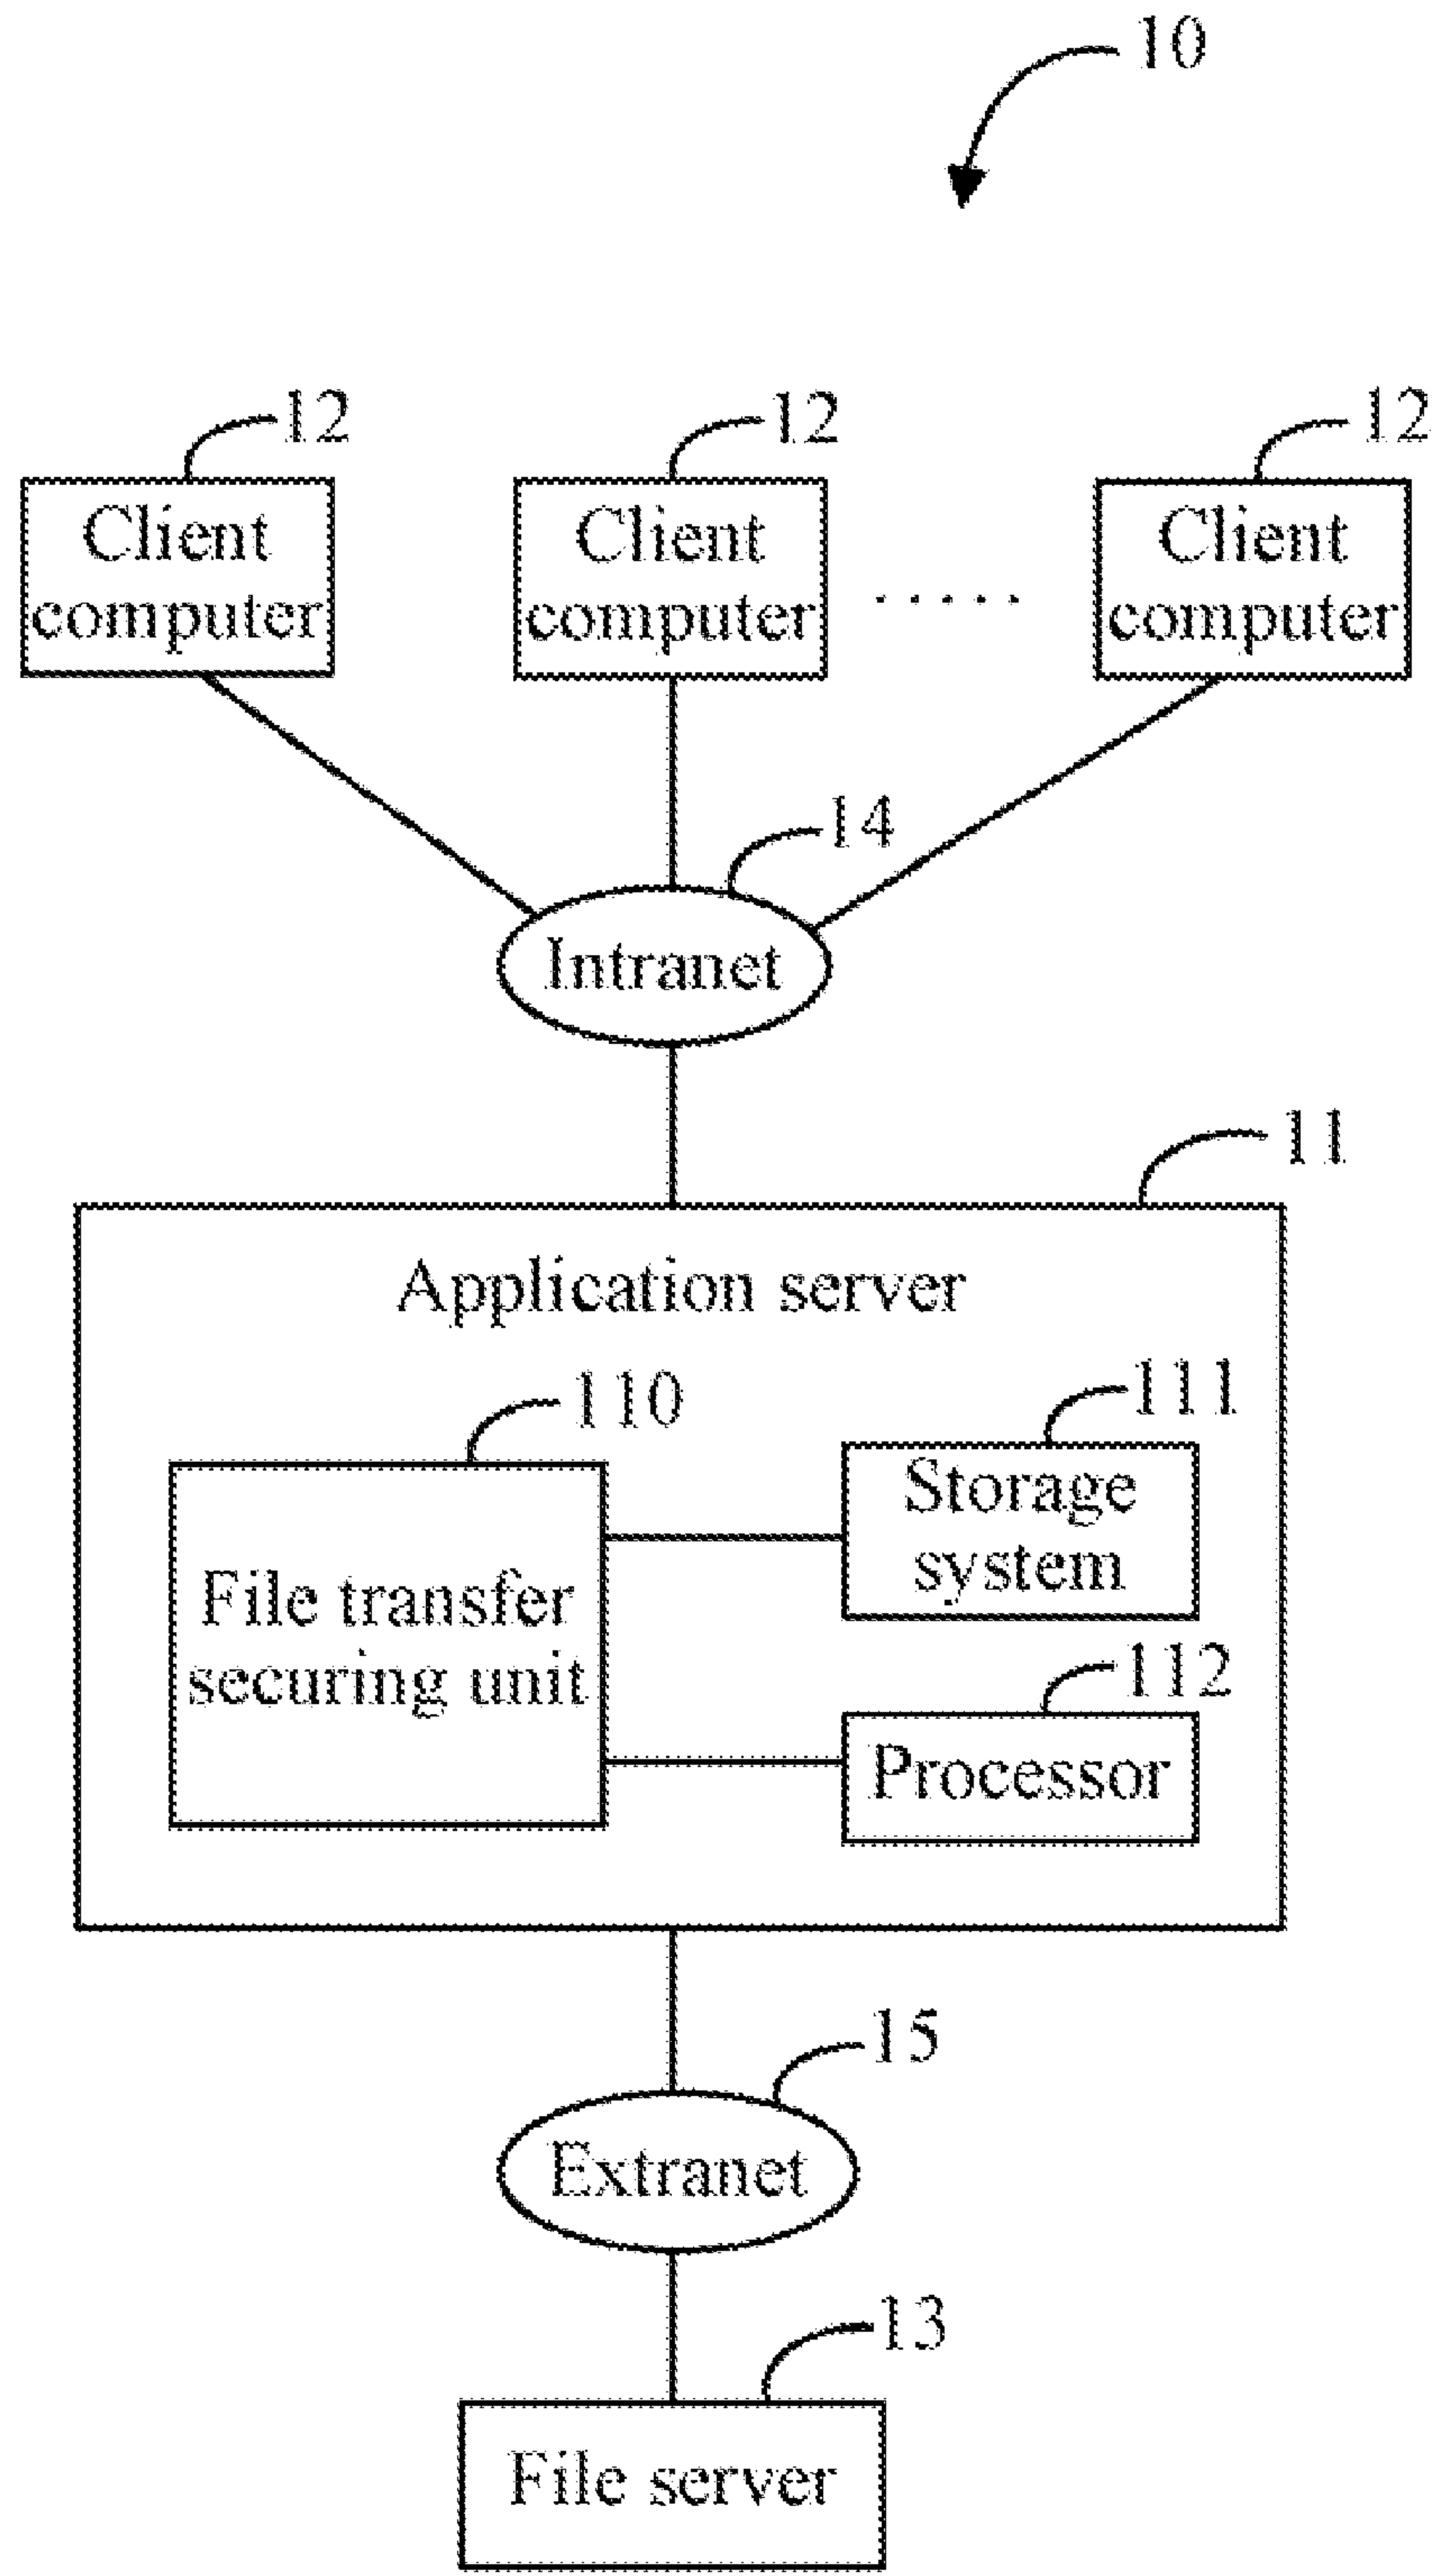 10
12
12
12
Client
computer
Client
computer
.....
Client
computer
14
Intranet
11
Application server
110
111
File transfer
securing unit
Storage
system
112
Processor
15
Extranet
13
File server